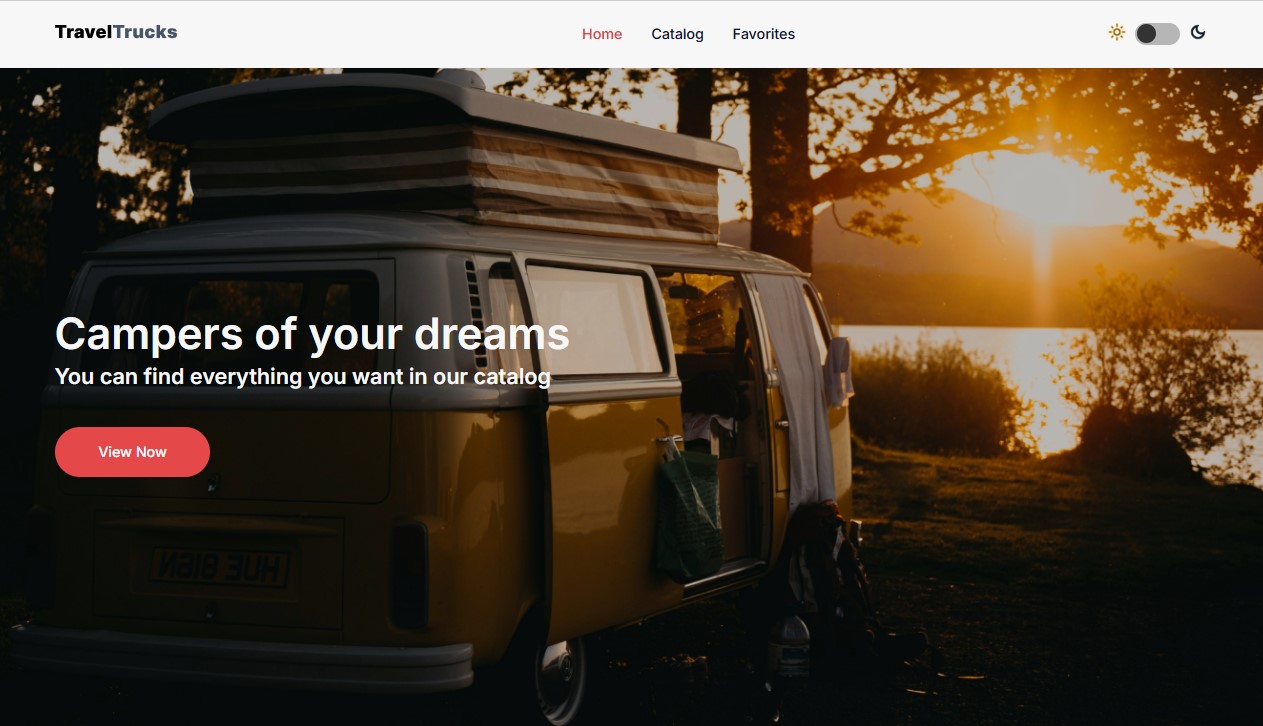 TravelTrucks
Home Catalog Favorites
Campers of your dreams
You can find everything you want in our catalog
View Now
HUE 816N